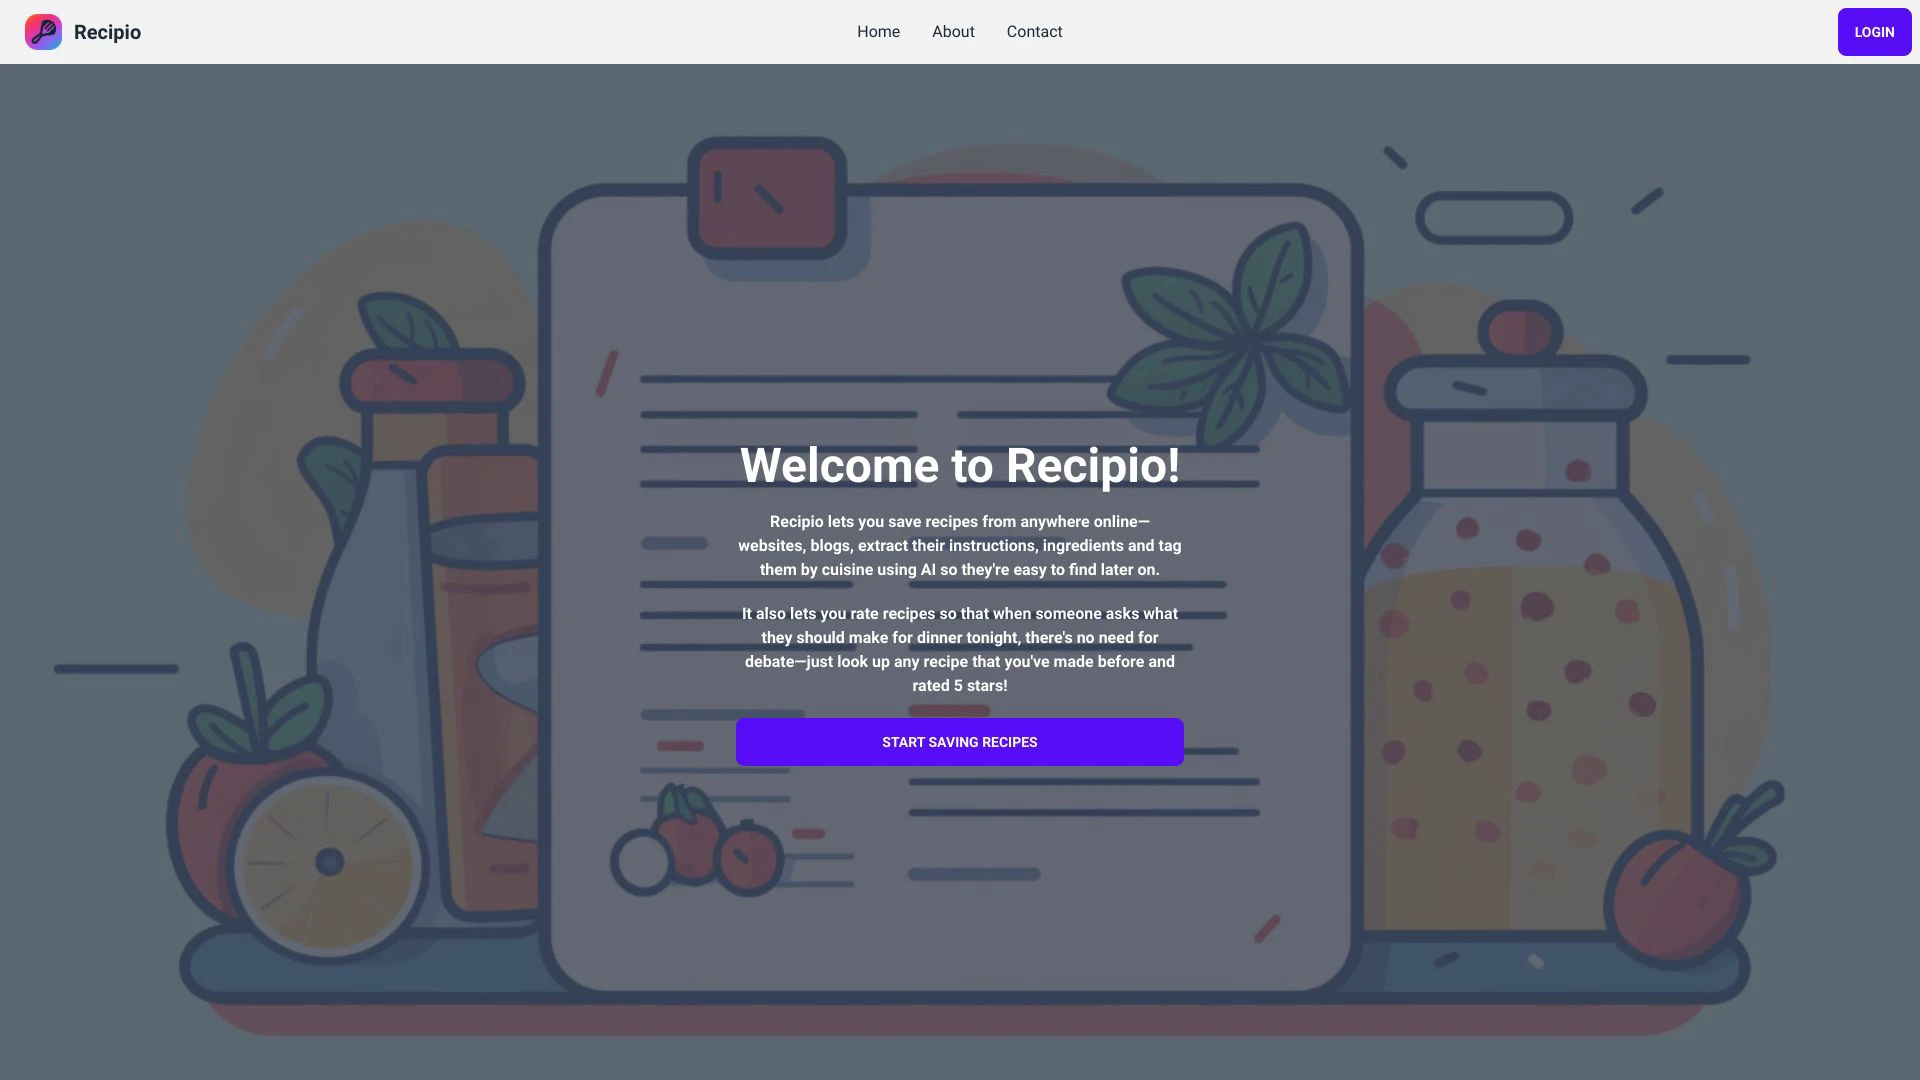 Recipio
Home
About
Contact
LOGIN
Welcome to Recipio!
Recipio lets you save recipes from anywhere online—
websites, blogs, extract their instructions, ingredients and tag
them by cuisine using AI so they're easy to find later on.
It also lets you rate recipes so that when someone asks what
they should make for dinner tonight, there's no need for
debate—just look up any recipe that you've made before and
rated 5 stars!
START SAVING RECIPES